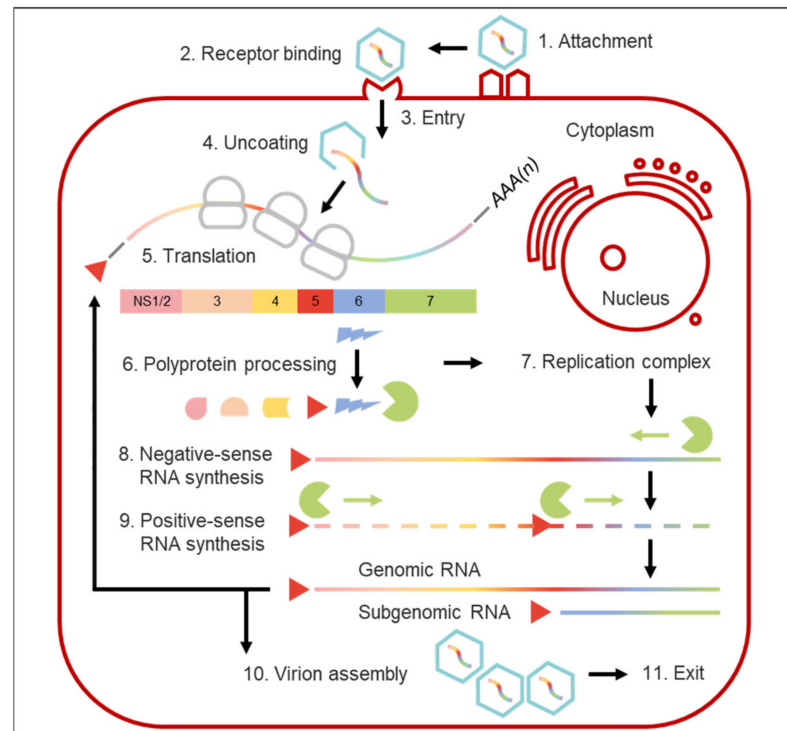 1. Attachment
2. Receptor binding
3. Entry
Cytoplasm
4. Uncoating
AAA(n)
5. Translation
Nucleus
NS1/2 3 4 5 6 7
6. Polyprotein processing
7. Replication complex
8. Negative-sense
RNA synthesis
9. Positive-sense
RNA synthesis
Genomic RNA
Subgenomic RNA
10. Virion assembly
11. Exit